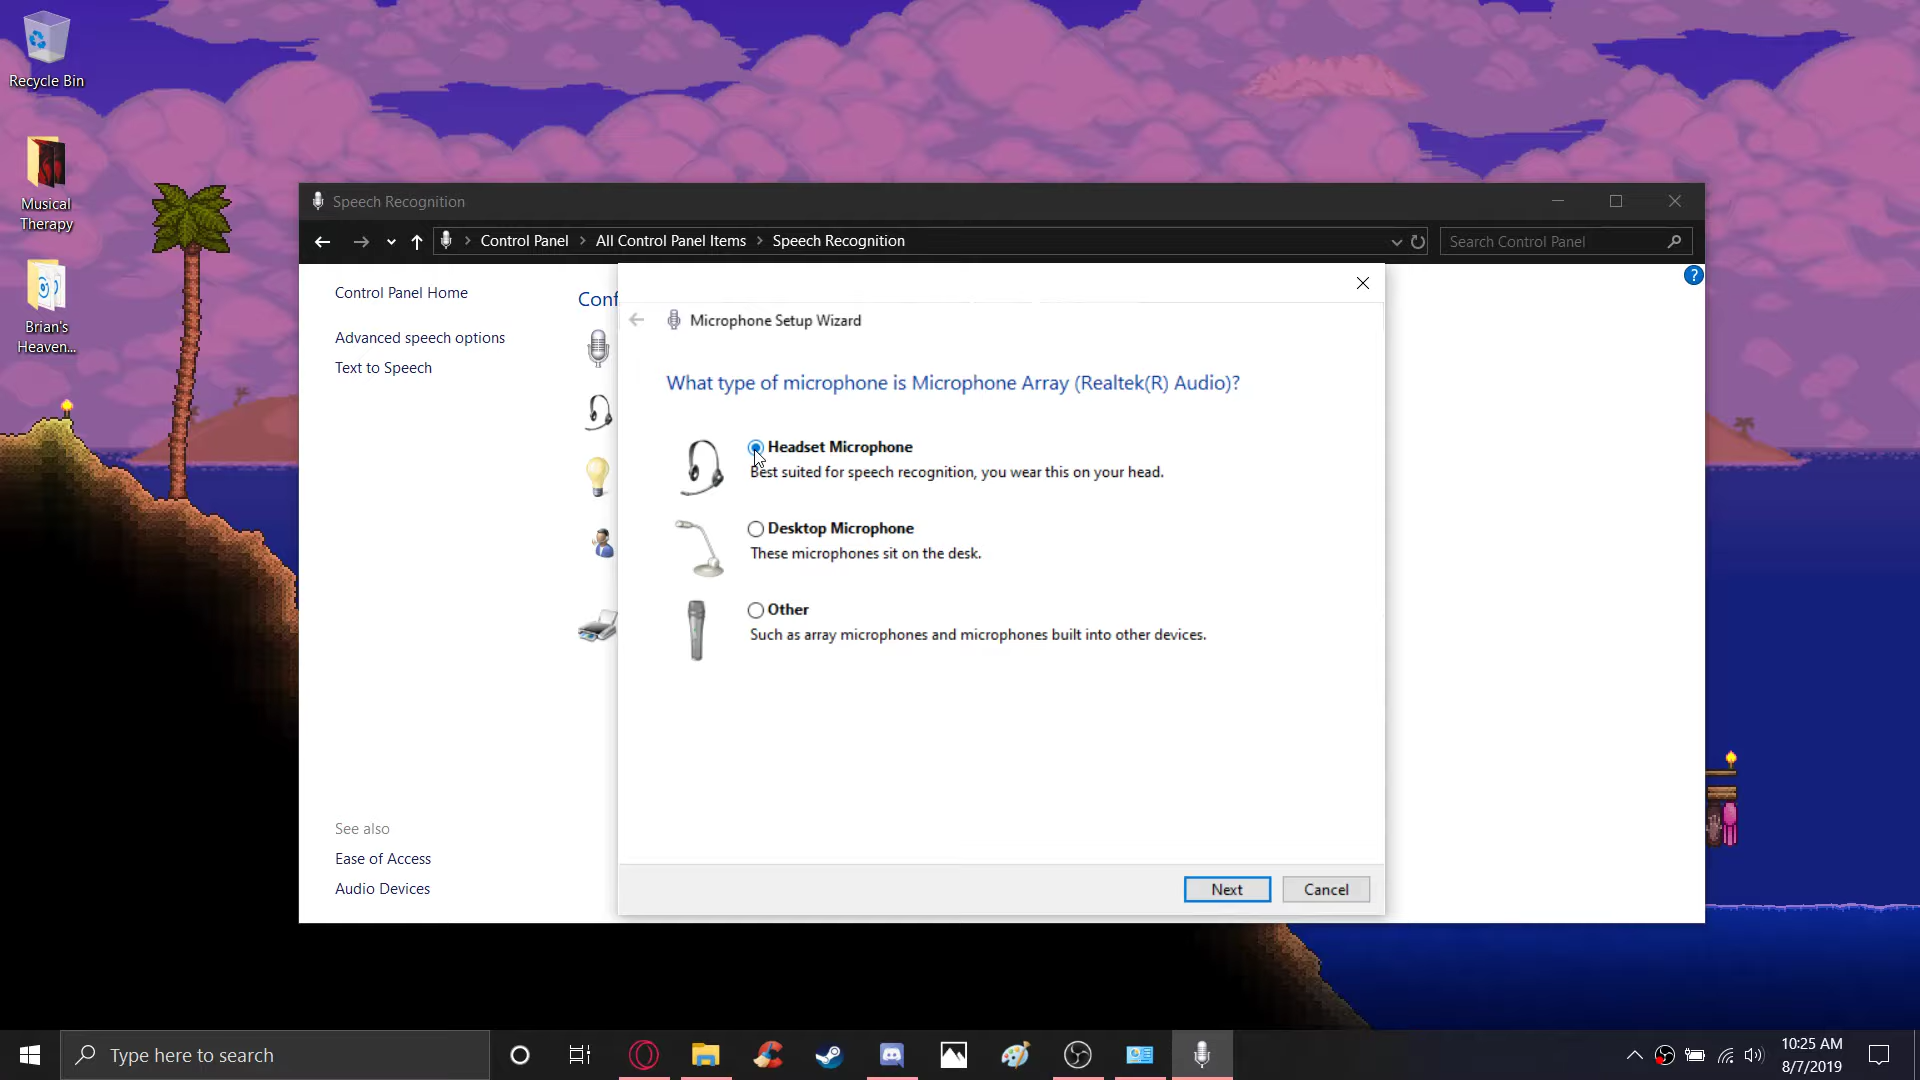 Recycle Bin
Musical
Therapy
Brian's
Heaven...
Speech Recognition
Control Panel
All Control Panel Items
Speech Recognition
Search Control Panel
Control Panel Home
Advanced speech options
Text to Speech
Conf
?
Microphone Setup Wizard
What type of microphone is Microphone Array (Realtek(R) Audio)?
Headset Microphone
Best suited for speech recognition, you wear this on your head.
Desktop Microphone
These microphones sit on the desk.
Other
Such as array microphones and microphones built into other devices.
See also
Ease of Access
Audio Devices
Next
Cancel
Type here to search
10:25 AM
8/7/2019